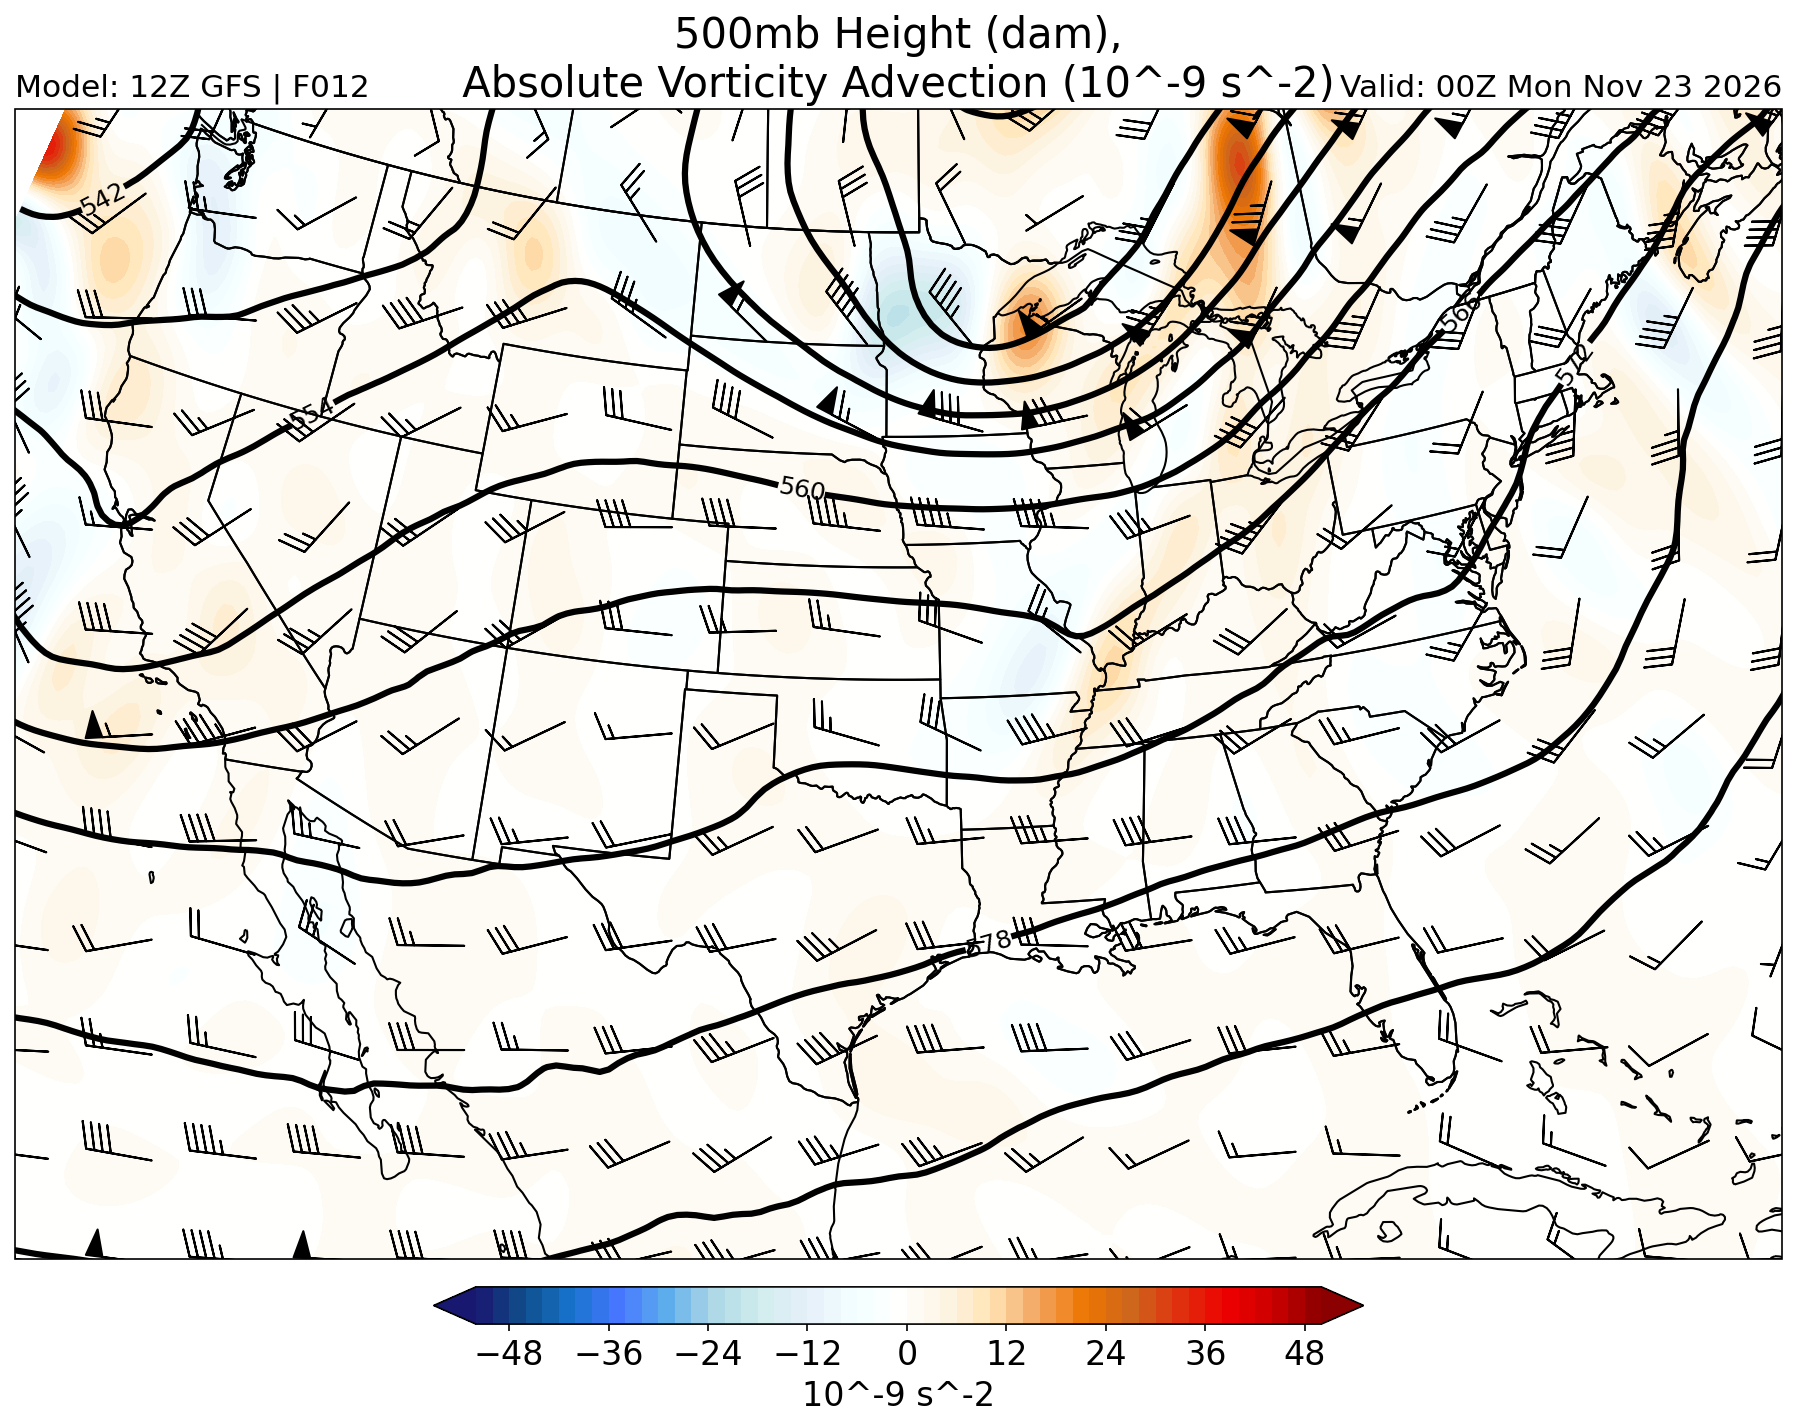 500mb Height (dam),
Model: 12Z GFS | F012
Absolute Vorticity Advection (10^-9 s^-2)
Valid: 00Z Mon Nov 23 2026
542
554
560
566
578
−48 −36 −24 −12 0 12 24 36 48
10^-9 s^-2